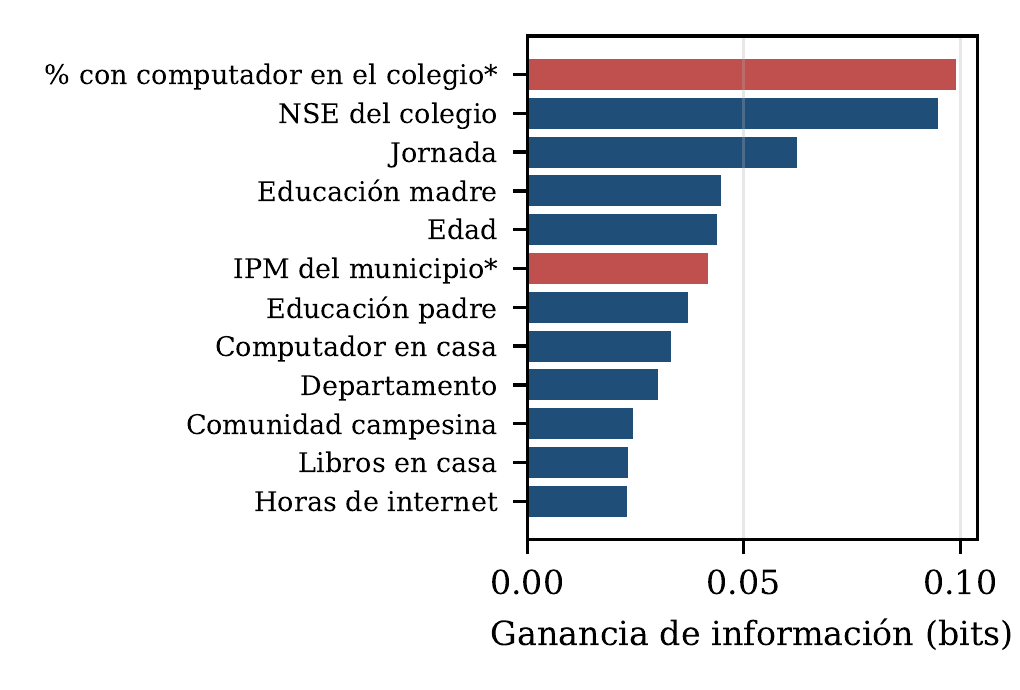 % con computador en el colegio*
NSE del colegio
Jornada
Educación madre
Edad
IPM del municipio*
Educación padre
Computador en casa
Departamento
Comunidad campesina
Libros en casa
Horas de internet
0.00 0.05 0.10
Ganancia de información (bits)